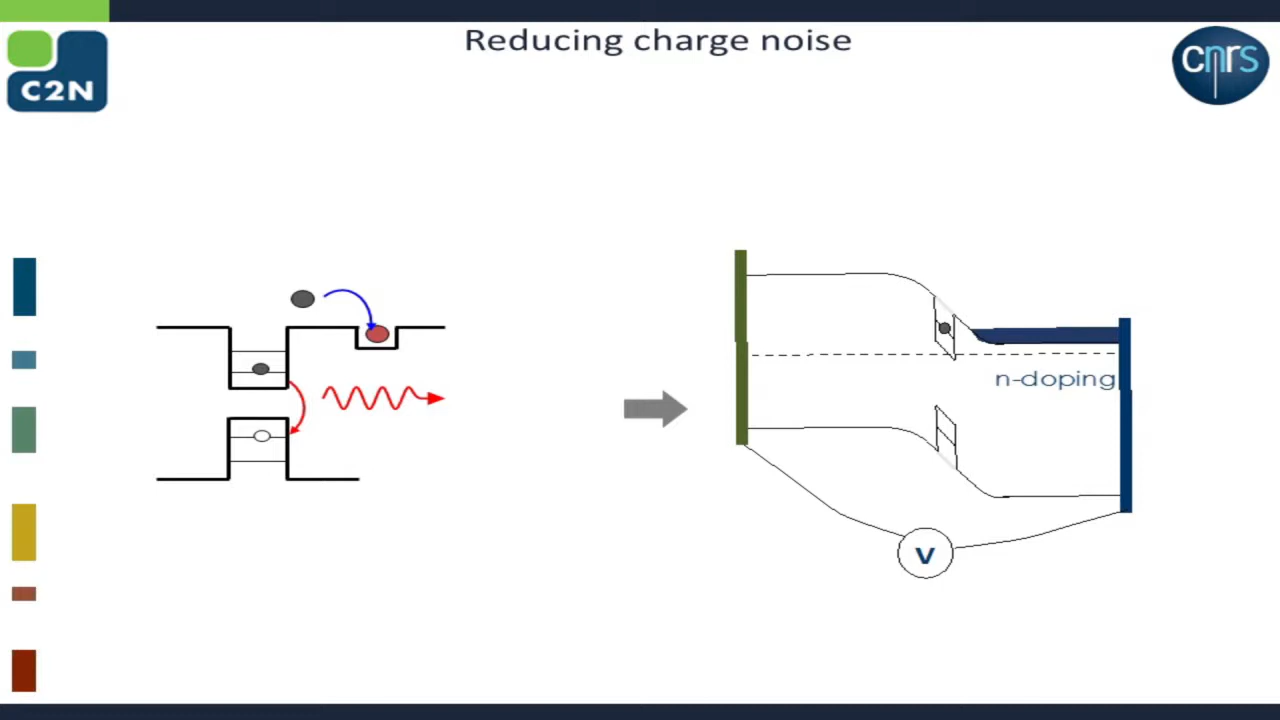 Reducing charge noise
C2N
cnrs
n-doping
V